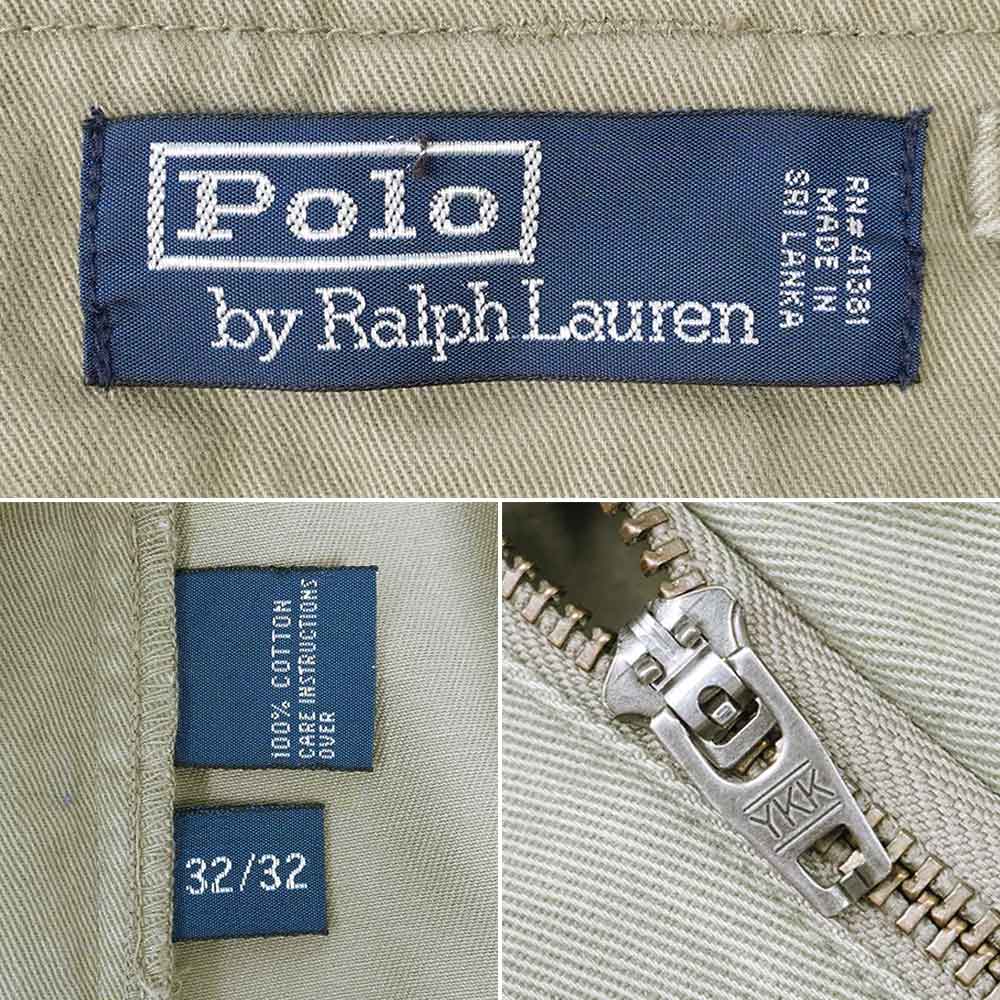 Polo
by Ralph Lauren
RN# 41381
MADE IN
SRI LANKA
100% COTTON
CARE INSTRUCTIONS
OVER
32/32
YKK